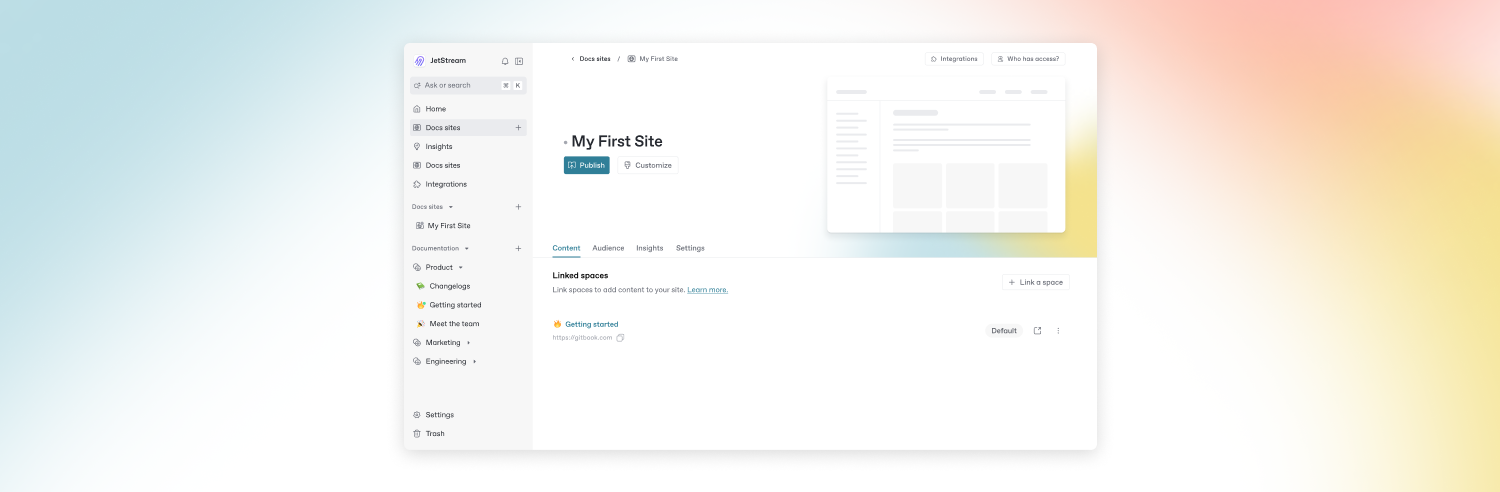 JetStream
Ask or search ⌘ K
Home
Docs sites
Insights
Docs sites
Integrations
Docs sites
My First Site
Documentation
Product
Changelogs
Getting started
Meet the team
Marketing
Engineering
Settings
Trash
Docs sites / My First Site
Integrations
Who has access?
My First Site
Publish
Customize
Content Audience Insights Settings
Linked spaces
Link spaces to add content to your site. Learn more.
Link a space
Getting started
https://gitbook.com
Default